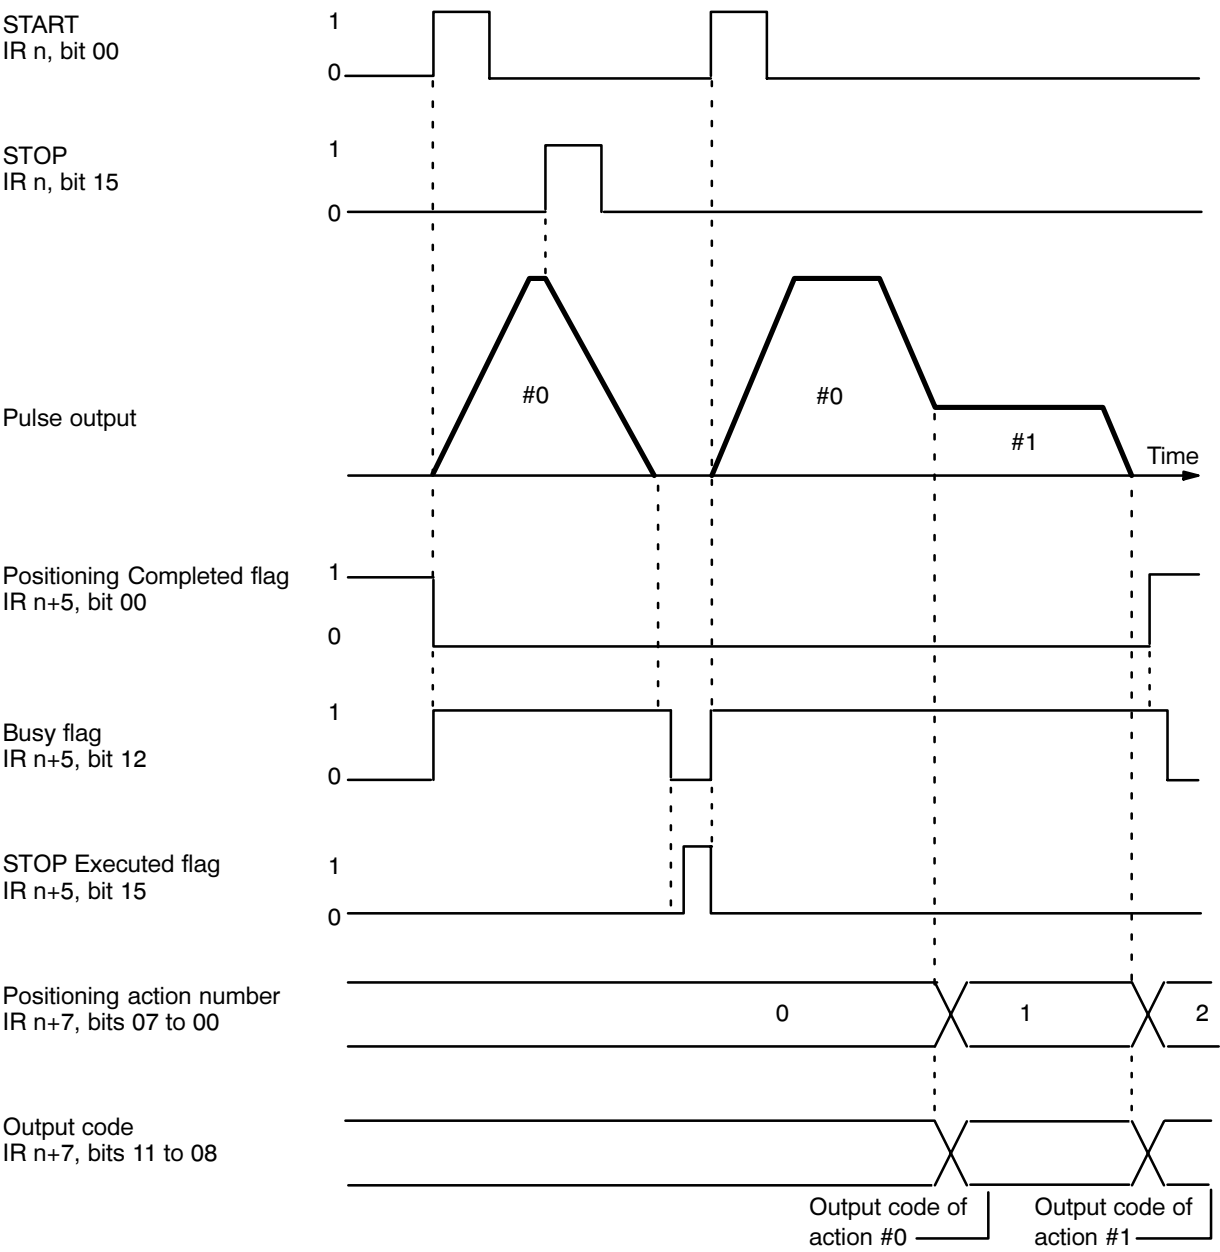 START
IR n, bit 00
1
0
STOP
IR n, bit 15
1
0
Pulse output
#0
#0
#1
Time
Positioning Completed flag
IR n+5, bit 00
1
0
Busy flag
IR n+5, bit 12
1
0
STOP Executed flag
IR n+5, bit 15
1
0
Positioning action number
IR n+7, bits 07 to 00
0
1
2
Output code
IR n+7, bits 11 to 08
Output code of
action #0
Output code of
action #1